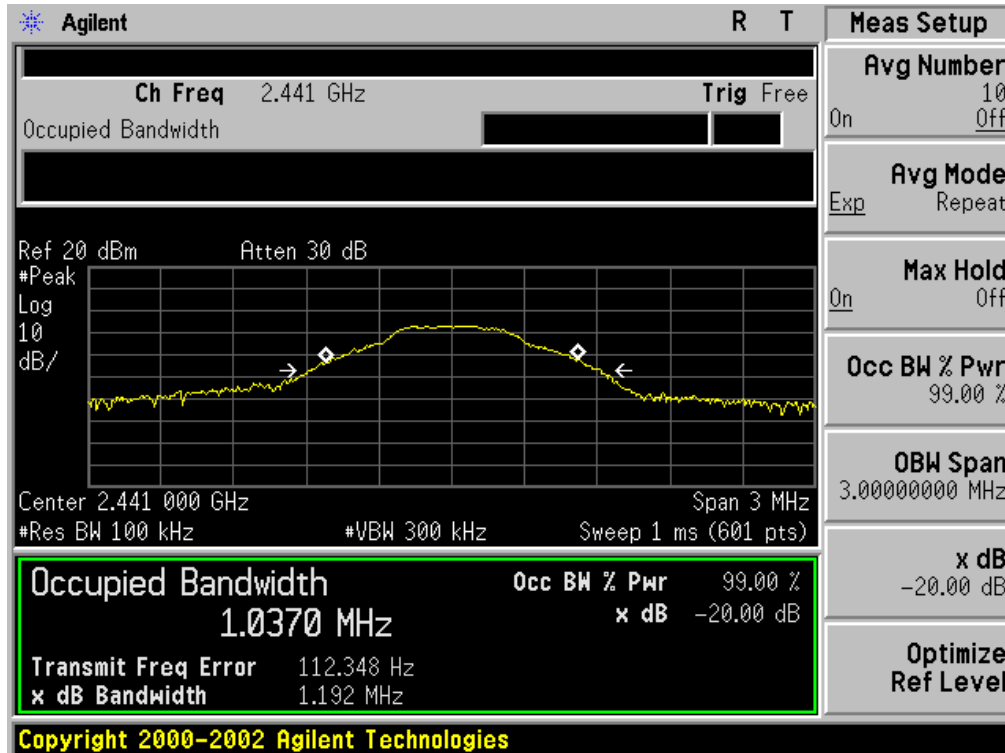 Agilent R T
Ch Freq 2.441 GHz Trig Free
Occupied Bandwidth
Ref 20 dBm Atten 30 dB
#Peak
Log
10
dB/
Center 2.441 000 GHz Span 3 MHz
#Res BW 100 kHz #VBW 300 kHz Sweep 1 ms (601 pts)
Occupied Bandwidth Occ BW % Pwr 99.00 %
1.0370 MHz x dB -20.00 dB
Transmit Freq Error 112.348 Hz
x dB Bandwidth 1.192 MHz
Copyright 2000-2002 Agilent Technologies
Meas Setup
Avg Number
10
On Off
Avg Mode
Exp Repeat
Max Hold
On Off
Occ BW % Pwr
99.00 %
OBW Span
3.00000000 MHz
x dB
-20.00 dB
Optimize
Ref Level